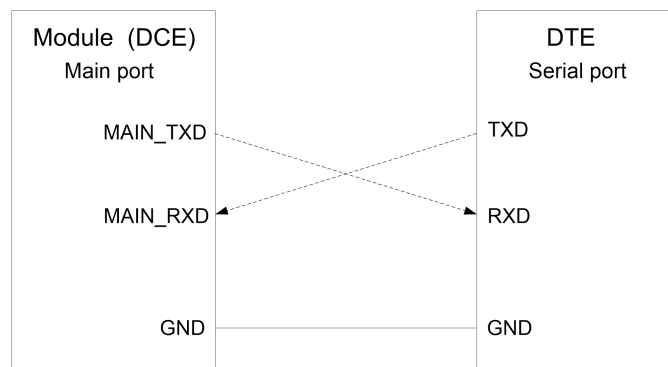 Module (DCE)
Main port
MAIN_TXD
MAIN_RXD
GND
DTE
Serial port
TXD
RXD
GND